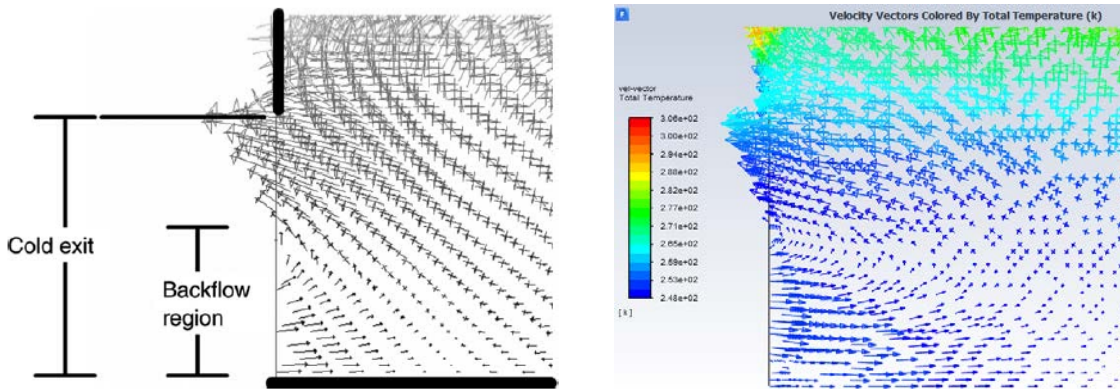 Cold exit
Backflow
region
Velocity Vectors Colored By Total Temperature (k)
vel-vector
Total Temperature
3.06e+02
3.00e+02
2.94e+02
2.88e+02
2.82e+02
2.77e+02
2.71e+02
2.65e+02
2.59e+02
2.53e+02
2.48e+02
[k]